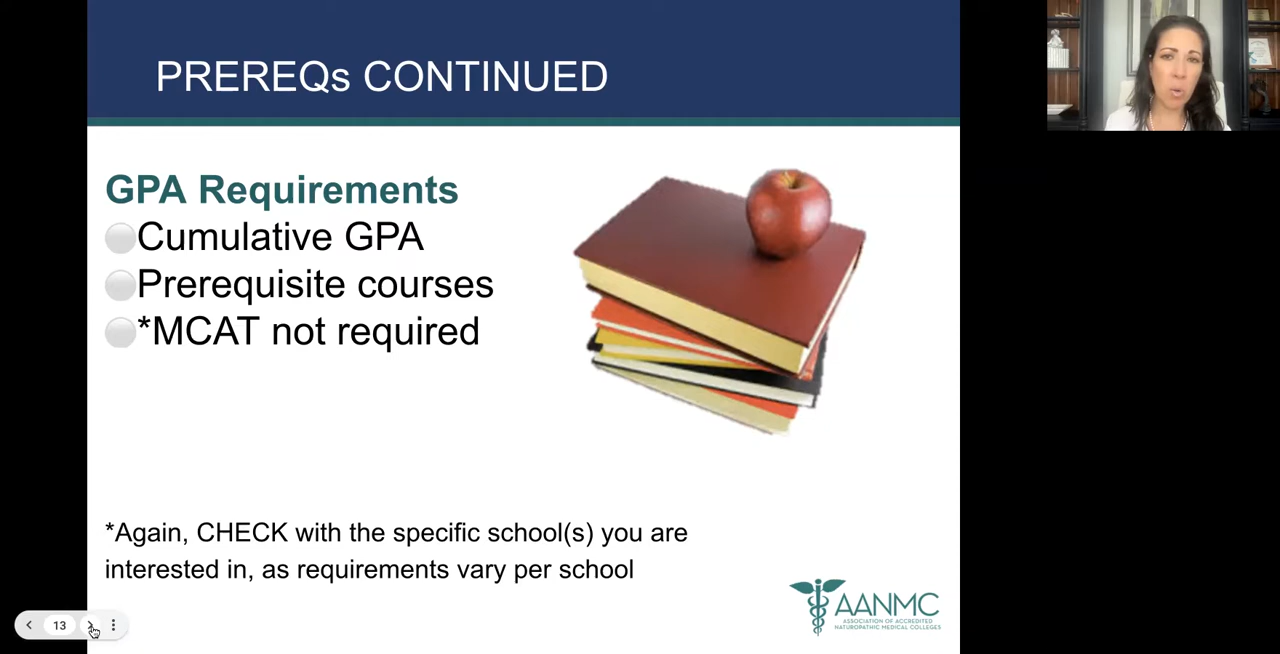 PREREQs CONTINUED
GPA Requirements
Cumulative GPA
Prerequisite courses
*MCAT not required
*Again, CHECK with the specific school(s) you are
interested in, as requirements vary per school
AANMC
ASSOCIATION OF ACCREDITED
NATUROPATHIC MEDICAL COLLEGES
13